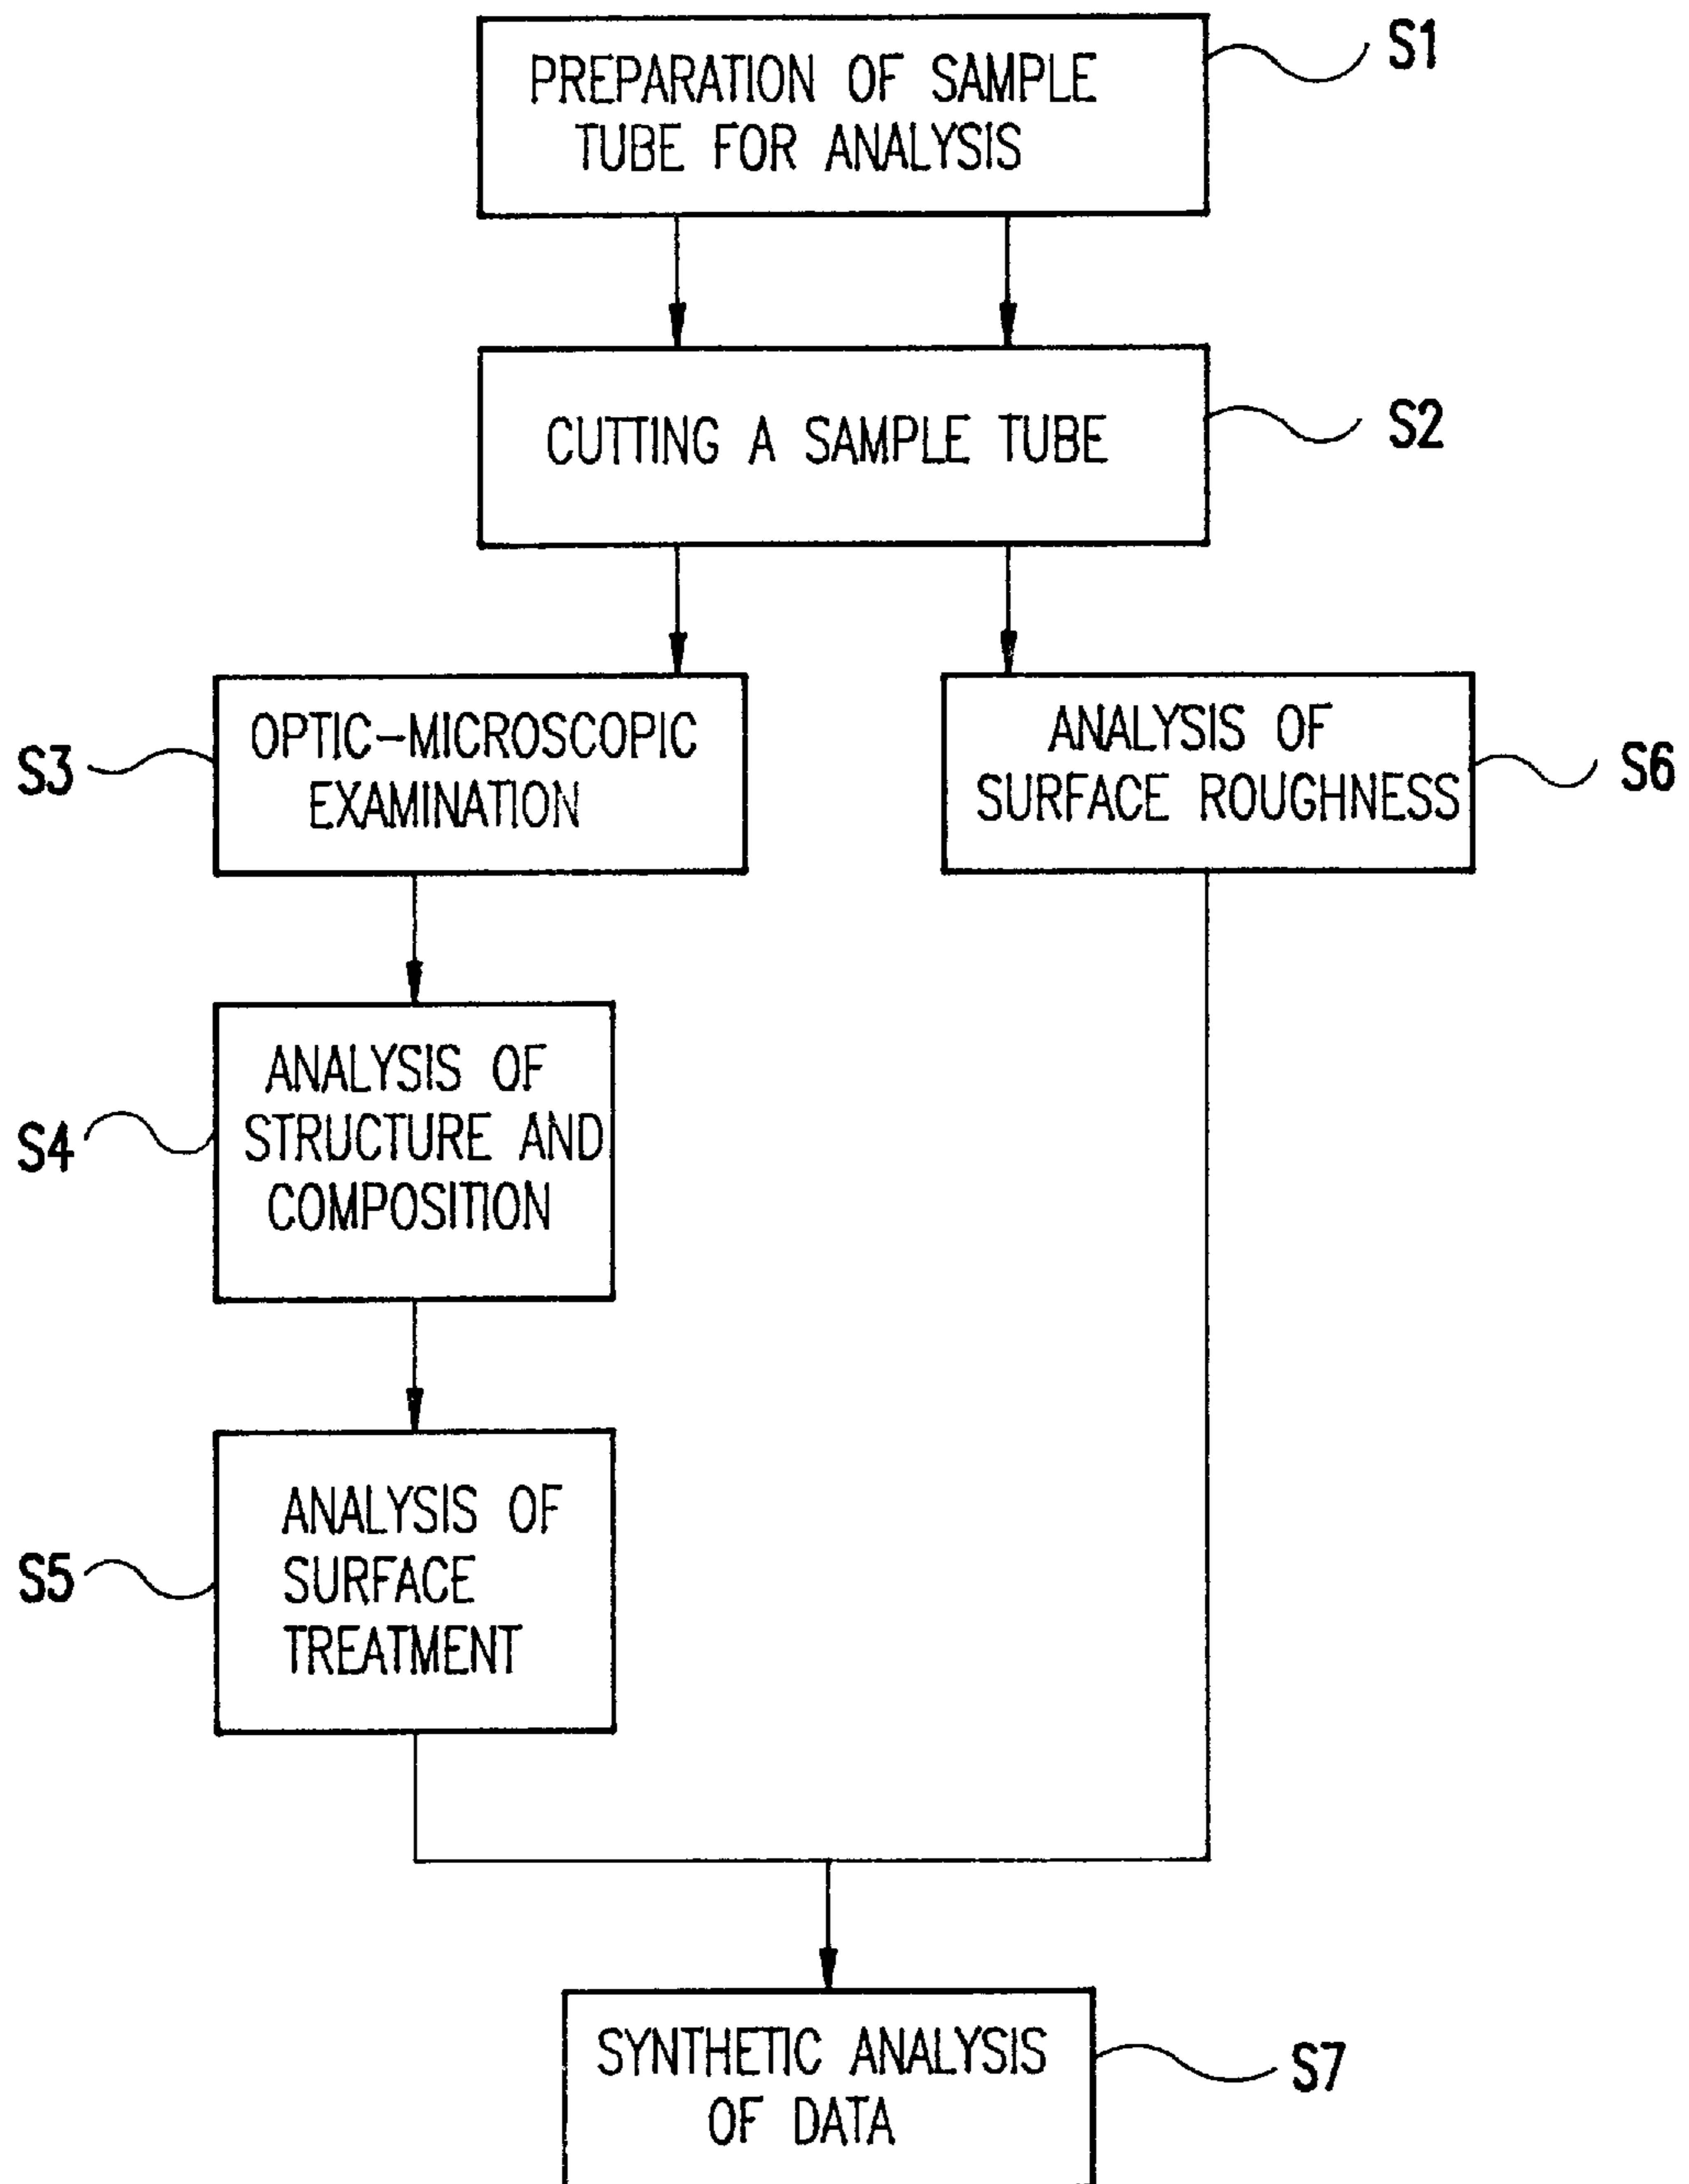 PREPARATION OF SAMPLE
TUBE FOR ANALYSIS
S1
CUTTING A SAMPLE TUBE
S2
S3
OPTIC-MICROSCOPIC
EXAMINATION
ANALYSIS OF
SURFACE ROUGHNESS
S6
S4
ANALYSIS OF
STRUCTURE AND
COMPOSITION
S5
ANALYSIS OF
SURFACE
TREATMENT
SYNTHETIC ANALYSIS
OF DATA
S7